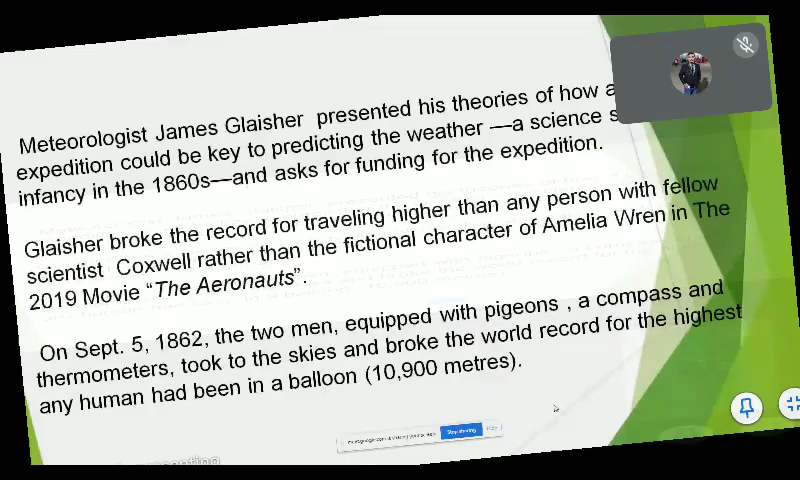 Meteorologist James Glaisher presented his theories of how a
expedition could be key to predicting the weather —a science s
infancy in the 1860s—and asks for funding for the expedition.
Glaisher broke the record for traveling higher than any person with fellow
scientist Coxwell rather than the fictional character of Amelia Wren in The
2019 Movie “The Aeronauts”.
On Sept. 5, 1862, the two men, equipped with pigeons , a compass and
thermometers, took to the skies and broke the world record for the highest
any human had been in a balloon (10,900 metres).
Stop sharing
Hide